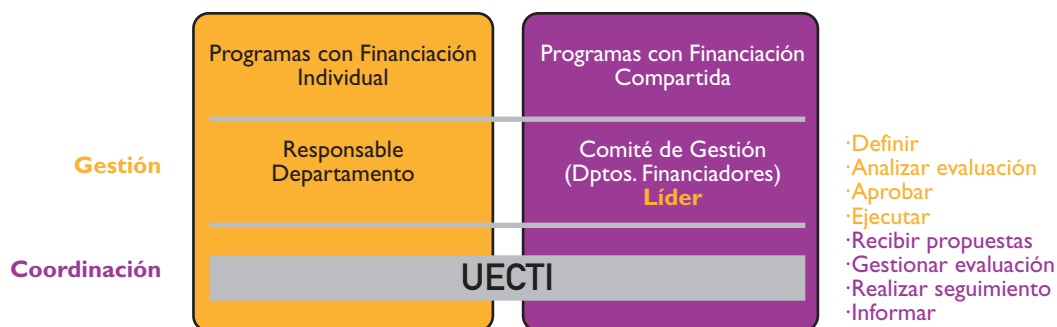 Programas con Financiación
Individual
Programas con Financiación
Compartida
Gestión
Responsable
Departamento
Comité de Gestión
(Dptos. Financiadores)
Líder
·Definir
·Analizar evaluación
·Aprobar
·Ejecutar
Coordinación
UECTI
·Recibir propuestas
·Gestionar evaluación
·Realizar seguimiento
·Informar